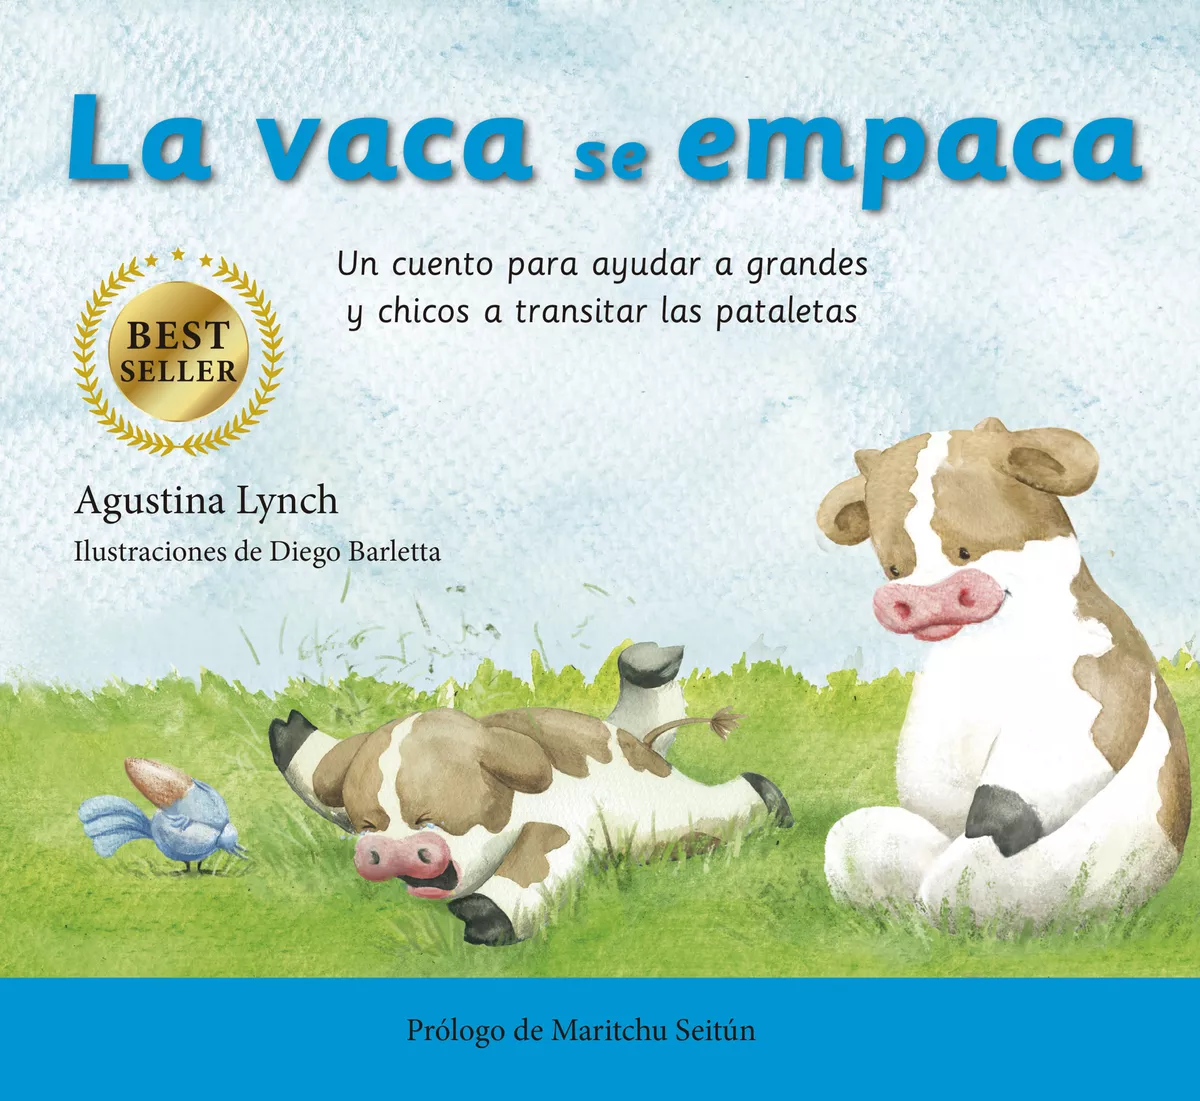 La vaca se empaca
Un cuento para ayudar a grandes
y chicos a transitar las pataletas
BEST
SELLER
Agustina Lynch
Ilustraciones de Diego Barletta
Prólogo de Maritchu Seitún